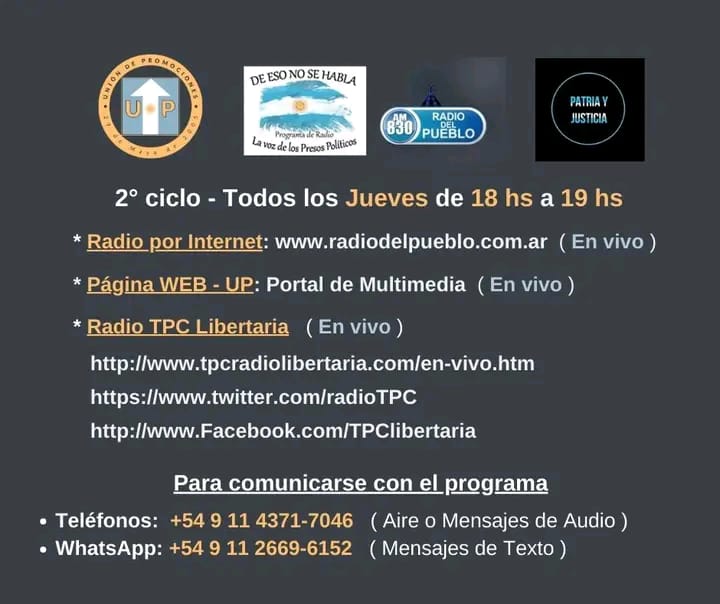 UNIÓN DE PROMOCIONES
UP
DE ESO NO SE HABLA
Programa de Radio
La voz de los Presos Políticos
AM
830
RADIO
DEL
PUEBLO
PATRIA Y
JUSTICIA
2° ciclo - Todos los Jueves de 18 hs a 19 hs
* Radio por Internet: www.radiodelpueblo.com.ar ( En vivo )
* Página WEB - UP: Portal de Multimedia ( En vivo )
* Radio TPC Libertaria ( En vivo )
http://www.tpcradiolibertaria.com/en-vivo.htm
https://www.twitter.com/radioTPC
http://www.Facebook.com/TPClibertaria
Para comunicarse con el programa
• Teléfonos: +54 9 11 4371-7046 ( Aire o Mensajes de Audio )
• WhatsApp: +54 9 11 2669-6152 ( Mensajes de Texto )